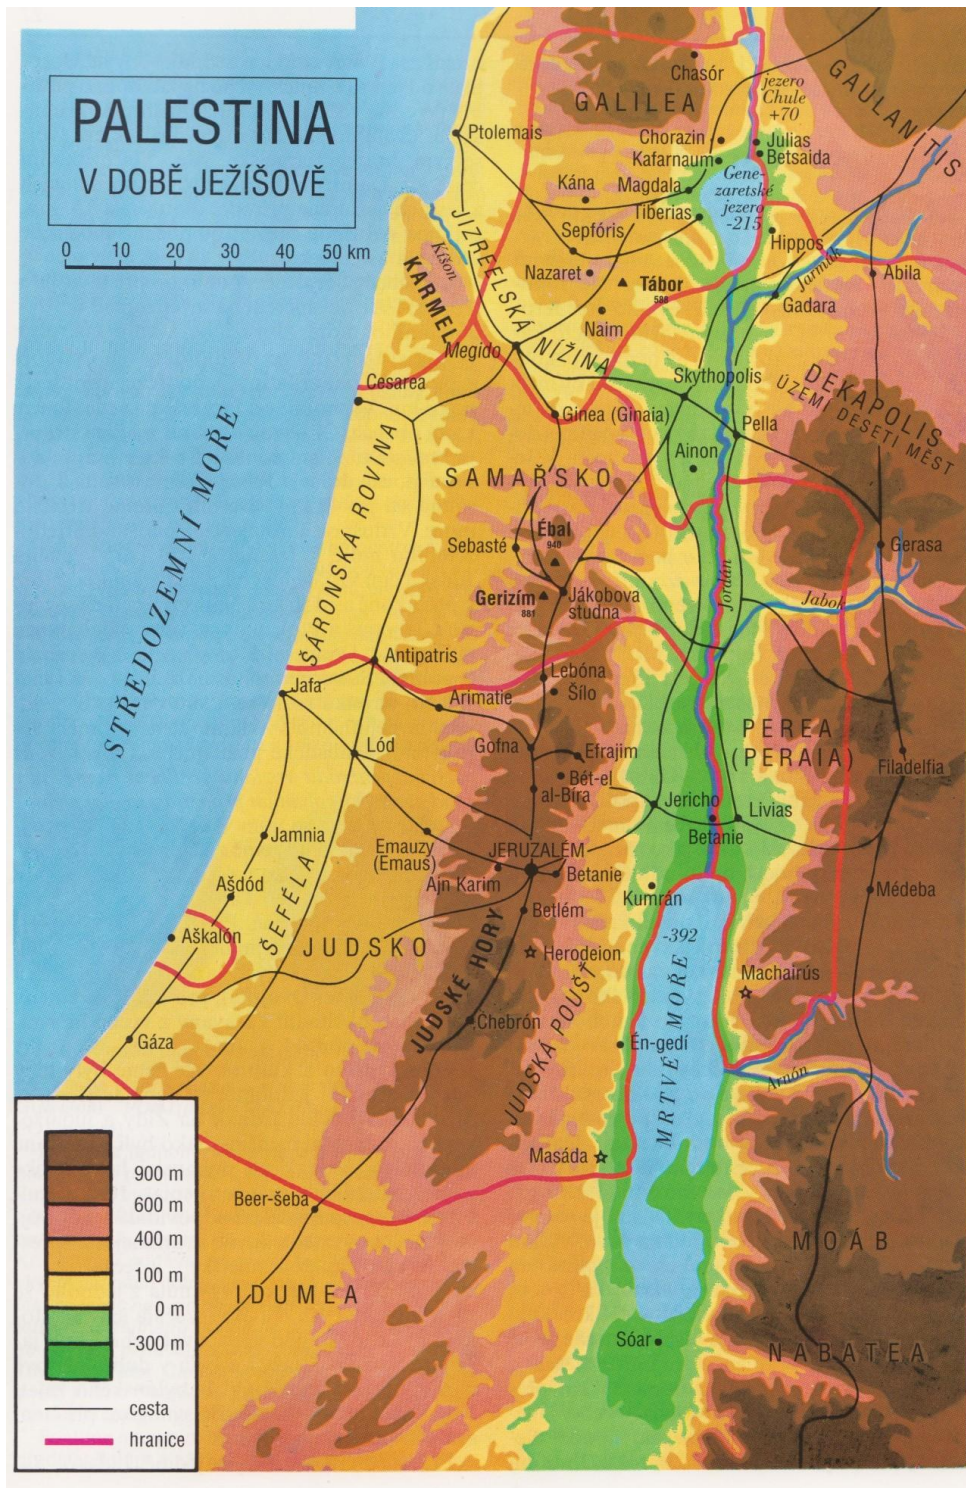 PALESTINA
V DOBĚ JEŽÍŠOVĚ
0 10 20 30 40 50 km
Chasór
GALILEA
jezero
Chule
+70
GAULANITIS
Ptolemais
Chorazin
Julias
Kafarnaum
Betsaida
Kána
Magdala
Gene-
zaretské
jezero
-215
Tiberias
Sepfóris
Hippos
Jarmuk
Abila
Kíšon
KARMEL
JIZREELSKÁ NÍŽINA
Nazaret
Tábor
588
Gadara
Naim
Megido
Cesarea
Skythopolis
DEKAPOLIS
ÚZEMÍ DESETI MĚST
Ginea (Ginaia)
Pella
Ainon
STŘEDOZEMNÍ MOŘE
ŠÁRONSKÁ ROVINA
SAMAŘSKO
Sebasté
Ébal
940
Gerasa
Gerizím
881
Jákobova
studna
Jordán
Jabok
Antipatris
Lebóna
Šílo
Jafa
Arimatie
Lód
Gofna
Efrajim
PEREA
(PERAIA)
Filadelfia
Bét-el
al-Bíra
Jericho
Livias
Betanie
Jamnia
Emauzy
(Emaus)
JERUZALÉM
Ajn Karim
Betanie
Ašdód
Kumrán
Médeba
ŠEFÉLA
Betlém
Aškalón
JUDSKO
JUDSKÉ HORY
Herodeion
JUDSKÁ POUŠŤ
-392
MRTVÉ MOŘE
Machairús
Gáza
Chebrón
Én-gedí
Arnón
Masáda
Beer-šeba
MOÁB
IDUMEA
Sóar
NABATEA
900 m
600 m
400 m
100 m
0 m
-300 m
cesta
hranice